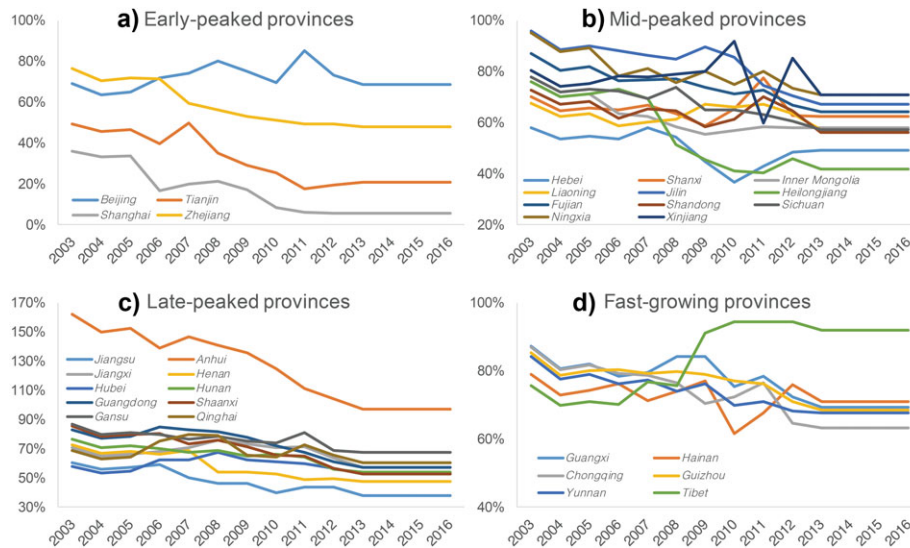 a) Early-peaked provinces
100%
80%
60%
40%
20%
0%
Beijing Tianjin
Shanghai Zhejiang
2003 2004 2005 2006 2007 2008 2009 2010 2011 2012 2013 2014 2015 2016
b) Mid-peaked provinces
100%
80%
60%
40%
20%
Hebei Shanxi Inner Mongolia
Liaoning Jilin Heilongjiang
Fujian Shandong Sichuan
Ningxia Xinjiang
2003 2004 2005 2006 2007 2008 2009 2010 2011 2012 2013 2014 2015 2016
c) Late-peaked provinces
170%
150%
130%
110%
90%
70%
50%
30%
Jiangsu Anhui
Jiangxi Henan
Hubei Hunan
Guangdong Shaanxi
Gansu Qinghai
2003 2004 2005 2006 2007 2008 2009 2010 2011 2012 2013 2014 2015 2016
d) Fast-growing provinces
100%
80%
60%
40%
Guangxi Hainan
Chongqing Guizhou
Yunnan Tibet
2003 2004 2005 2006 2007 2008 2009 2010 2011 2012 2013 2014 2015 2016